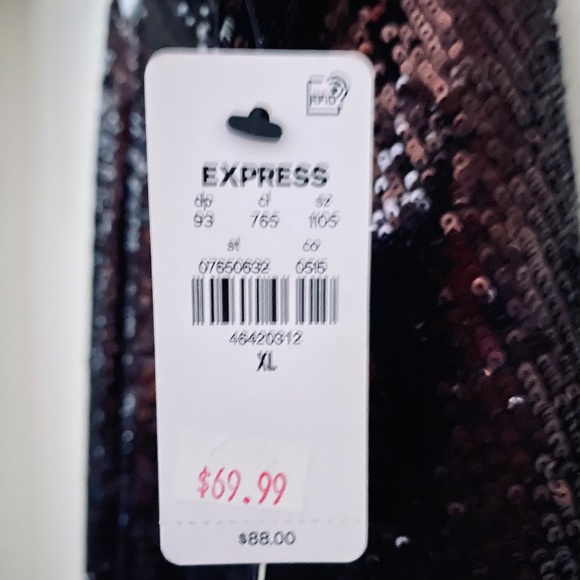 RFID
EXPRESS
dp cl sz
93 765 1105
st co
07650632 0515
46420312
XL
$69.99
$88.00